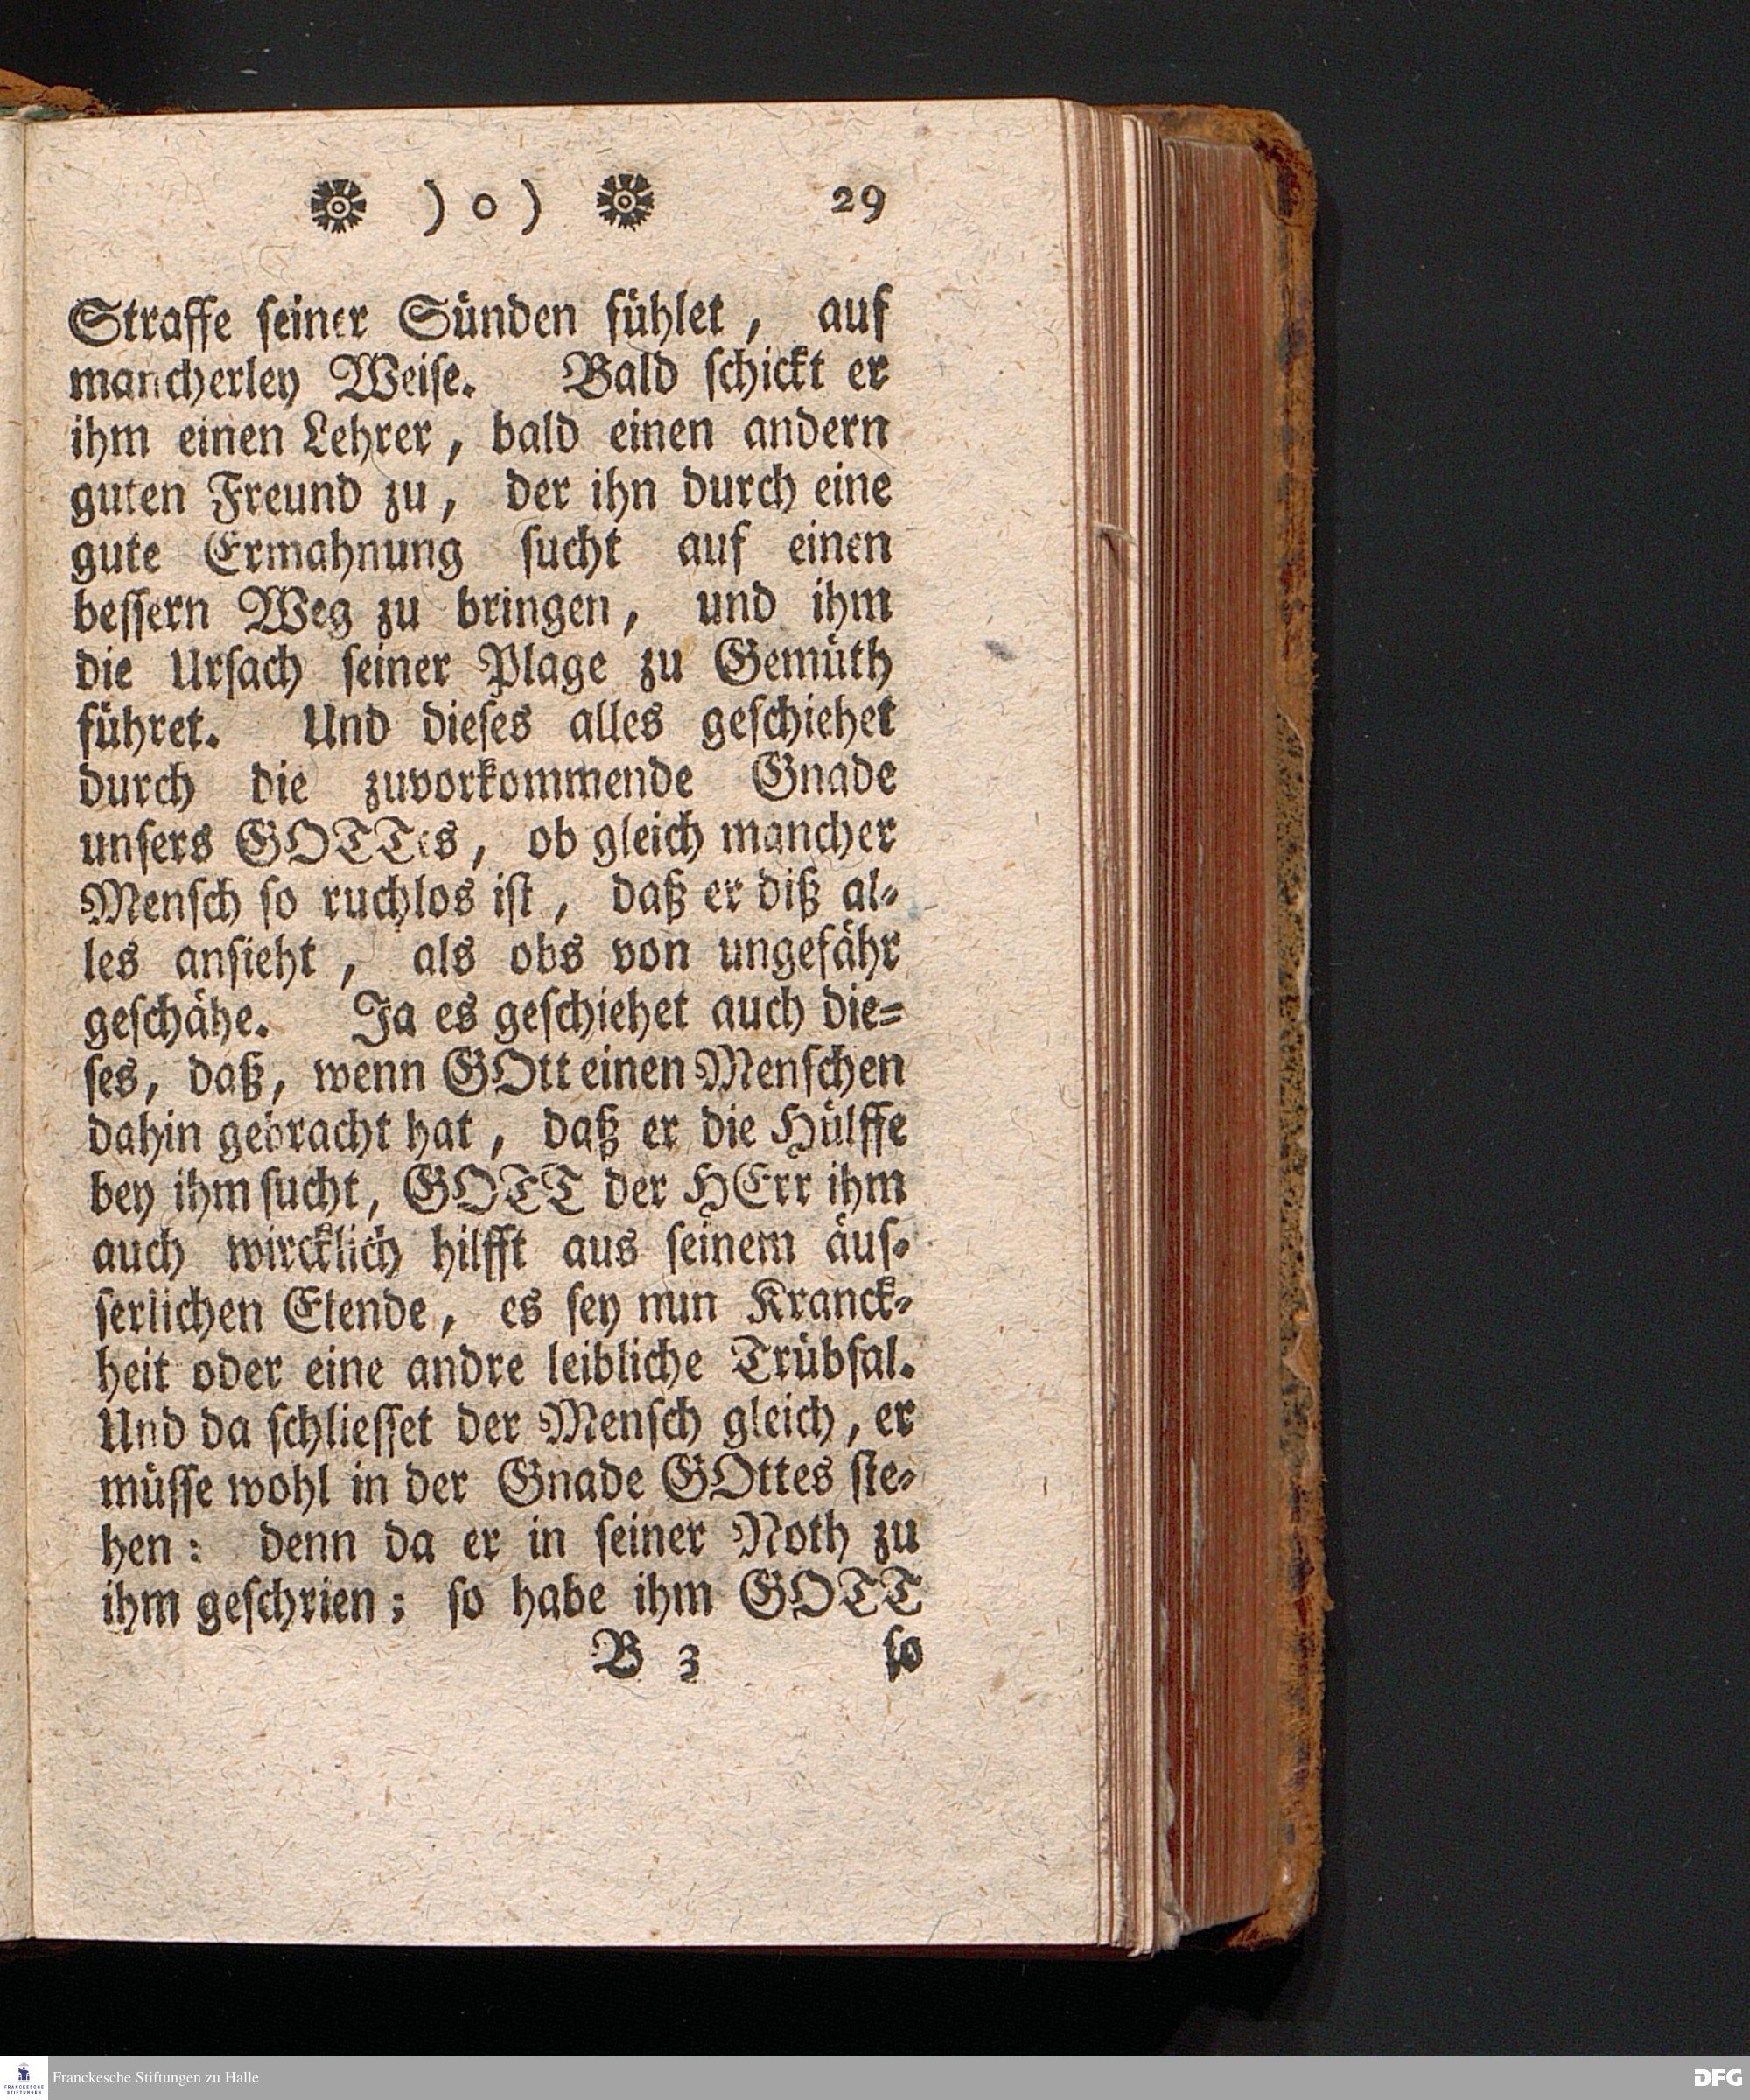 ) o ) 29
Straffe ſeiner Sünden fühlet, auf
mancherley Weiſe. Bald ſchickt er
ihm einen Lehrer, bald einen andern
guten Freund zu, der ihn durch eine
gute Ermahnung ſucht auf einen
beſſern Weg zu bringen, und ihm
die Urſach ſeiner Plage zu Gemüth
führet. Und dieſes alles geſchiehet
durch die zuvorkommende Gnade
unſers GOTTes, ob gleich mancher
Menſch ſo ruchlos iſt, daß er diß al-
les anſieht, als obs von ungefähr
geſchähe. Ja es geſchiehet auch die-
ſes, daß, wenn GOtt einen Menſchen
dahin gebracht hat, daß er die Hülffe
bey ihm ſucht, GOTT der HErr ihm
auch wircklich hilfft aus ſeinem äuſ-
ſerlichen Elende, es ſey nun Kranck-
heit oder eine andre leibliche Trübſal.
Und da ſchlieſſet der Menſch gleich, er
müſſe wohl in der Gnade GOttes ſte-
hen: denn da er in ſeiner Noth zu
ihm geſchrien; ſo habe ihm GOTT
B 3 ſo
FRANCKESCHE STIFTUNGEN
Franckesche Stiftungen zu Halle
DFG